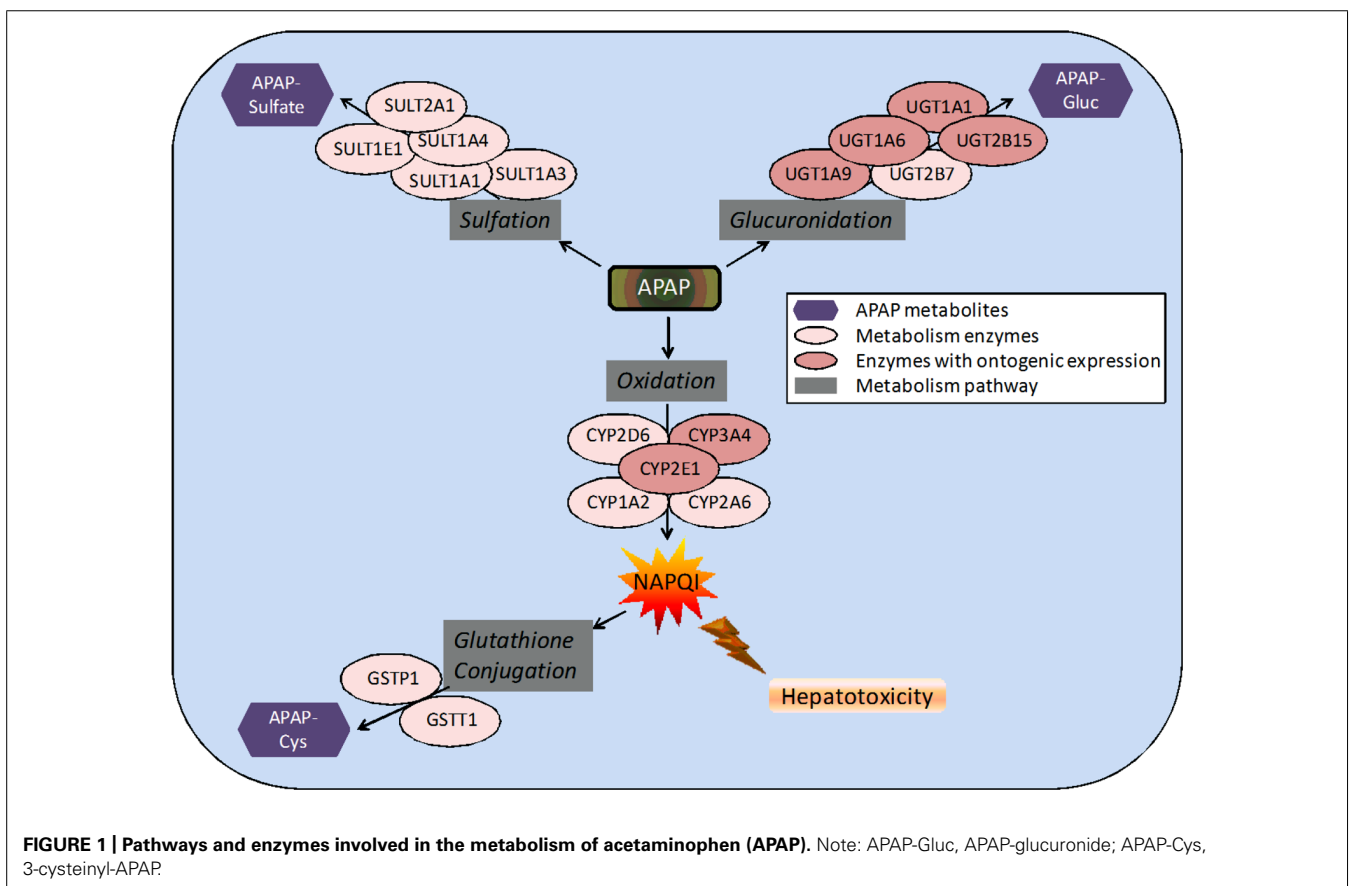 APAP-
Sulfate
SULT2A1
SULT1E1
SULT1A4
SULT1A1
SULT1A3
Sulfation
APAP-
Gluc
UGT1A1
UGT1A6
UGT2B15
UGT1A9
UGT2B7
Glucuronidation
APAP
APAP metabolites
Metabolism enzymes
Enzymes with ontogenic expression
Metabolism pathway
Oxidation
CYP2D6
CYP3A4
CYP2E1
CYP1A2
CYP2A6
NAPQI
Glutathione
Conjugation
GSTP1
GSTT1
APAP-
Cys
Hepatotoxicity
FIGURE 1 | Pathways and enzymes involved in the metabolism of acetaminophen (APAP). Note: APAP-Gluc, APAP-glucuronide; APAP-Cys,
3-cysteinyl-APAP.